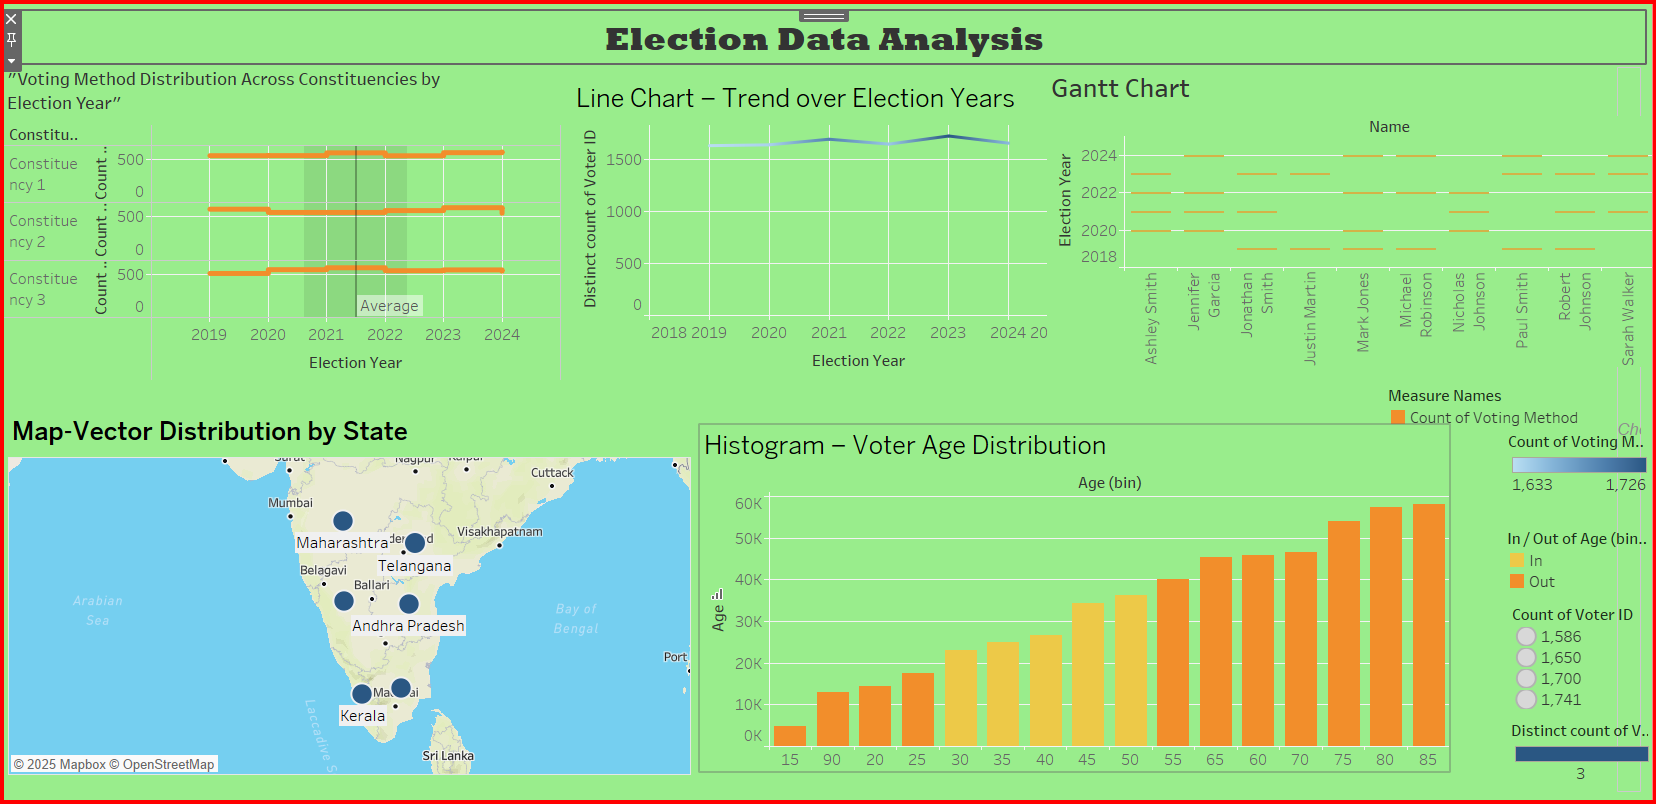 Election Data Analysis
"Voting Method Distribution Across Constituencies by
Election Year"
Constitu..
Constitue
ncy 1
Count ..
500
0
Constitue
ncy 2
Count ..
500
0
Constitue
ncy 3
Count ..
500
0
Average
2019 2020 2021 2022 2023 2024
Election Year
Line Chart – Trend over Election Years
Distinct count of Voter ID
1500
1000
500
0
2018 2019 2020 2021 2022 2023 2024 20
Election Year
Gantt Chart
Name
Election Year
2024
2022
2020
2018
Ashley Smith
Jennifer
Garcia
Jonathan
Smith
Justin Martin
Mark Jones
Michael
Robinson
Nicholas
Johnson
Paul Smith
Robert
Johnson
Sarah Walker
Measure Names
Count of Voting Method
Map-Vector Distribution by State
Nagpur
Cuttack
Mumbai
Visakhapatnam
Maharashtra
Telangana
Belagavi
Ballari
Arabian
Sea
Bay of
Bengal
Andhra Pradesh
Port
Kerala
Laccadive S
Sri Lanka
© 2025 Mapbox © OpenStreetMap
Histogram – Voter Age Distribution
Age (bin)
Age
60K
50K
40K
30K
20K
10K
0K
15 90 20 25 30 35 40 45 50 55 65 60 70 75 80 85
Count of Voting M..
1,633 1,726
In / Out of Age (bin..
In
Out
Count of Voter ID
1,586
1,650
1,700
1,741
Distinct count of V..
3